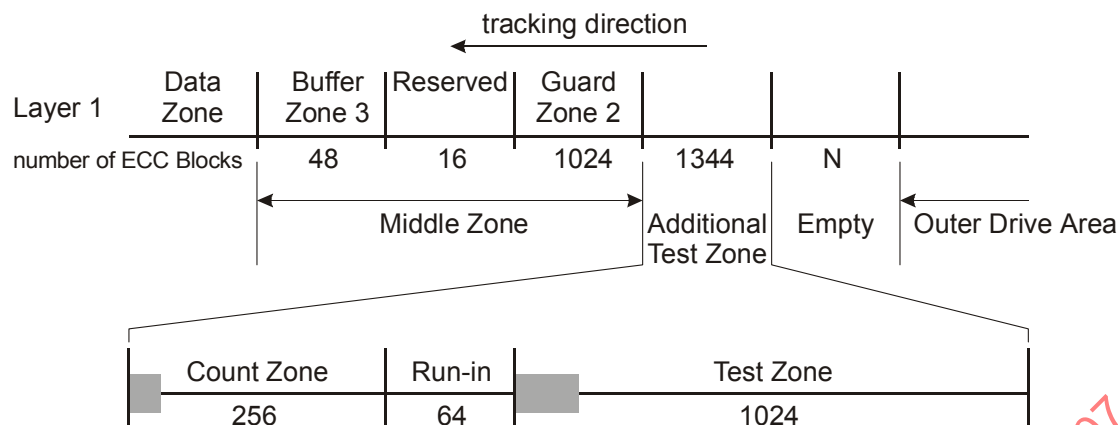 tracking direction
Data Zone
Buffer Zone 3
Reserved
Guard Zone 2
Layer 1
number of ECC Blocks 48 16 1024 1344 N
Middle Zone
Additional Test Zone
Empty
Outer Drive Area
Count Zone Run-in Test Zone
256 64 1024